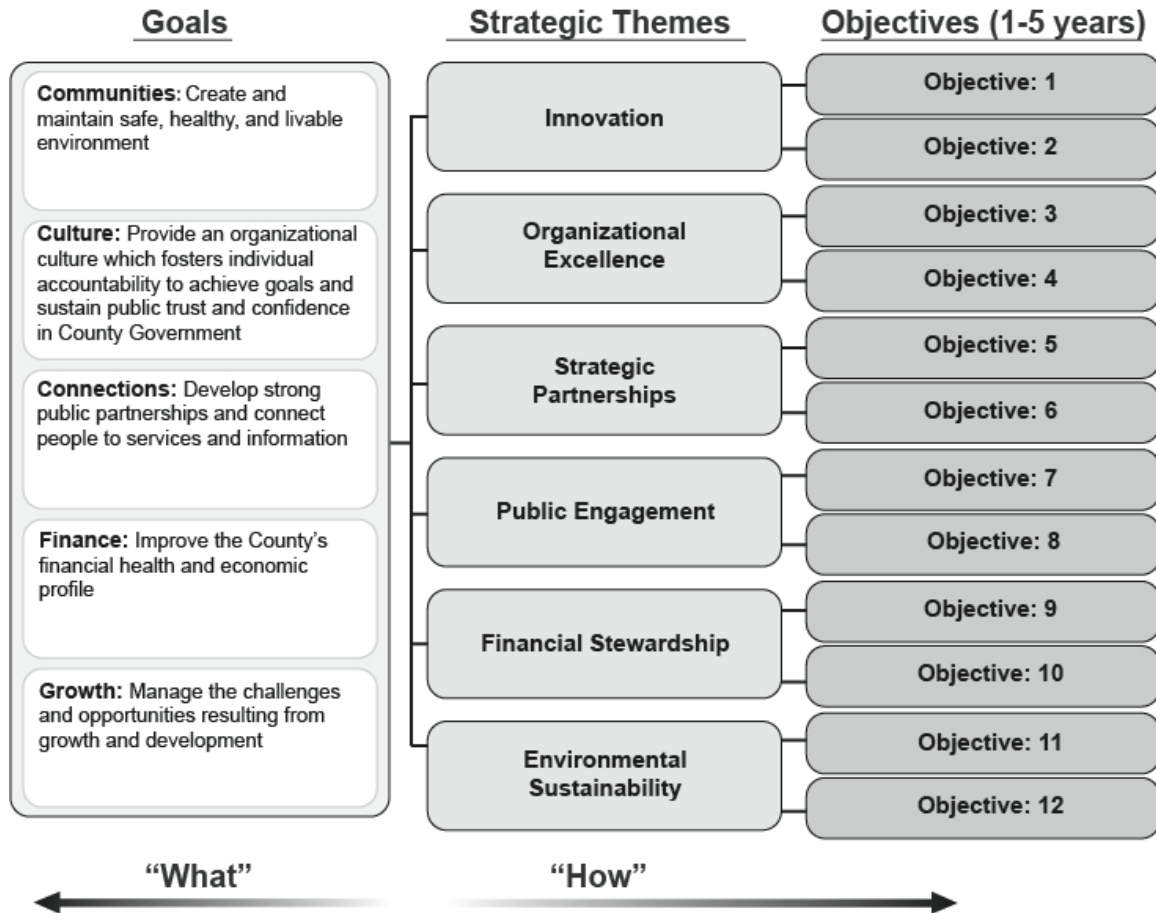 Goals
Strategic Themes
Objectives (1-5 years)
Communities: Create and
maintain safe, healthy, and livable
environment
Culture: Provide an organizational
culture which fosters individual
accountability to achieve goals and
sustain public trust and confidence
in County Government
Connections: Develop strong
public partnerships and connect
people to services and information
Finance: Improve the County’s
financial health and economic
profile
Growth: Manage the challenges
and opportunities resulting from
growth and development
Innovation
Organizational
Excellence
Strategic
Partnerships
Public Engagement
Financial Stewardship
Environmental
Sustainability
Objective: 1
Objective: 2
Objective: 3
Objective: 4
Objective: 5
Objective: 6
Objective: 7
Objective: 8
Objective: 9
Objective: 10
Objective: 11
Objective: 12
“What”
“How”